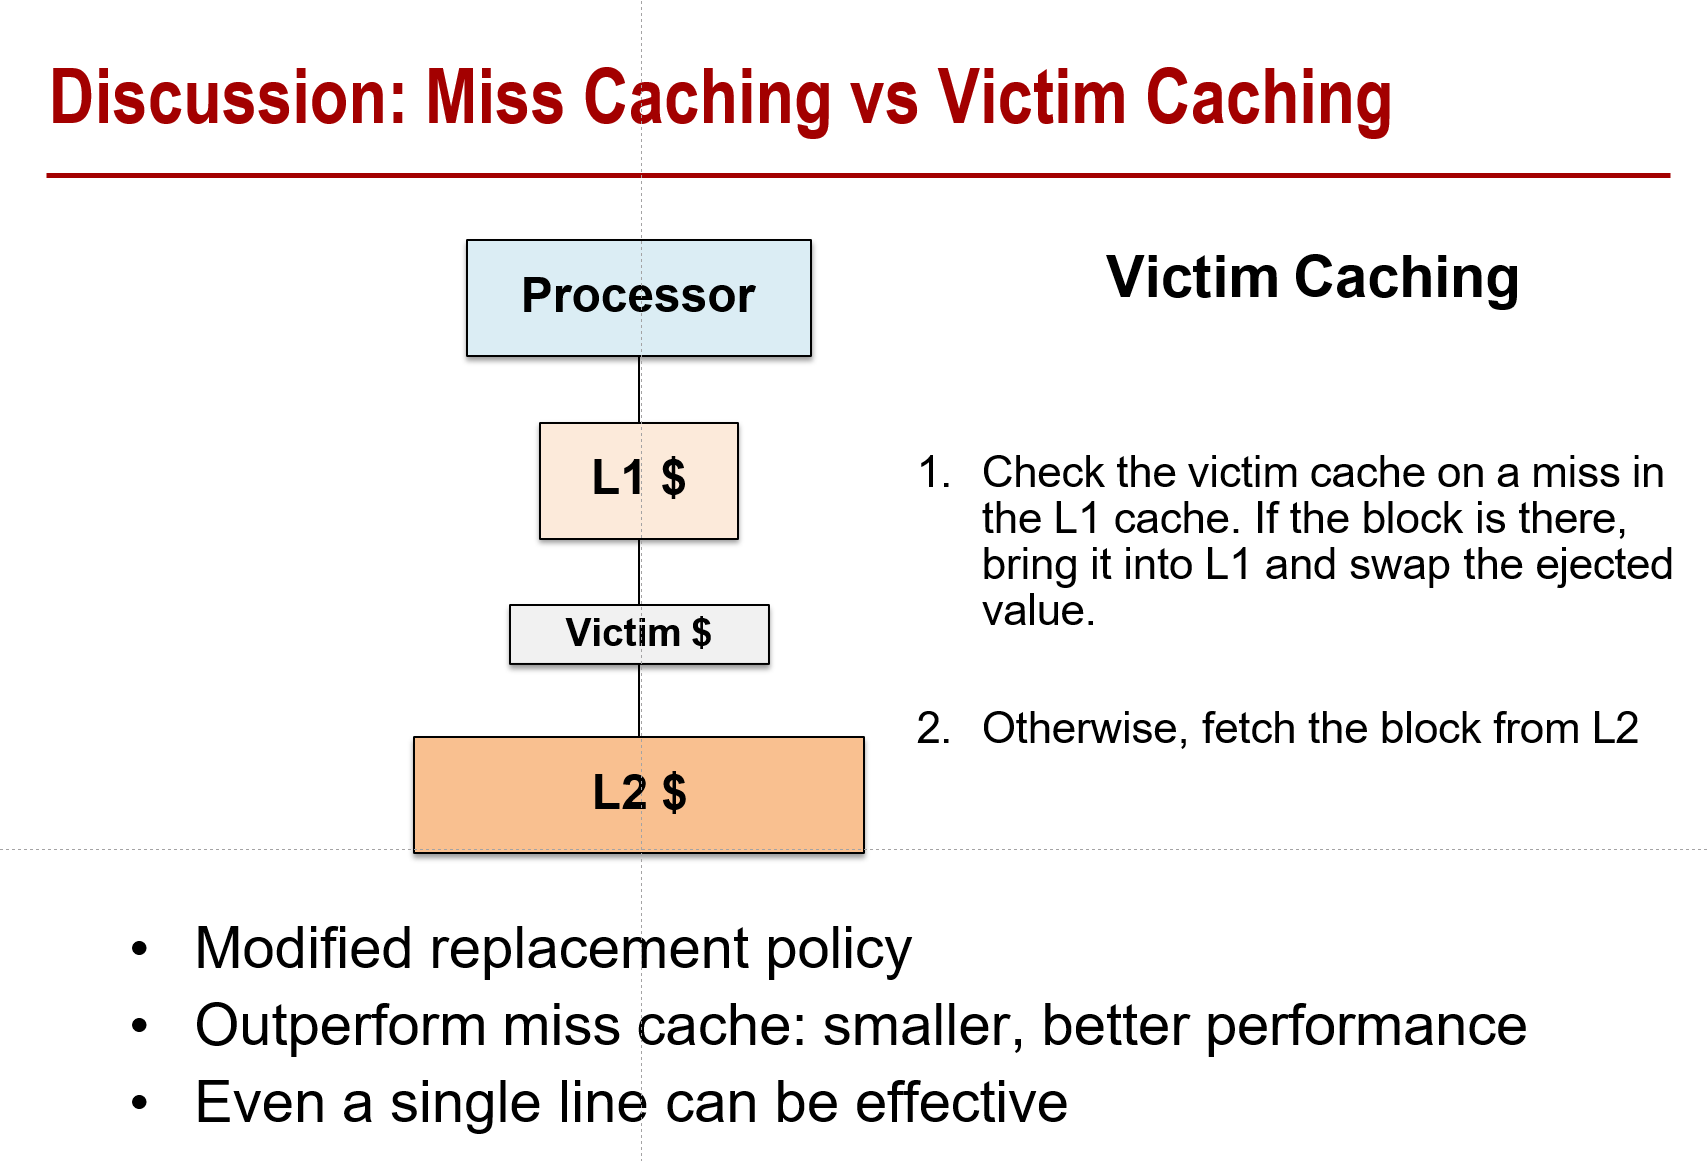 Discussion: Miss Caching vs Victim Caching
Processor
L1 $
Victim $
L2 $
Victim Caching
1. Check the victim cache on a miss in
the L1 cache. If the block is there,
bring it into L1 and swap the ejected
value.
2. Otherwise, fetch the block from L2
• Modified replacement policy
• Outperform miss cache: smaller, better performance
• Even a single line can be effective